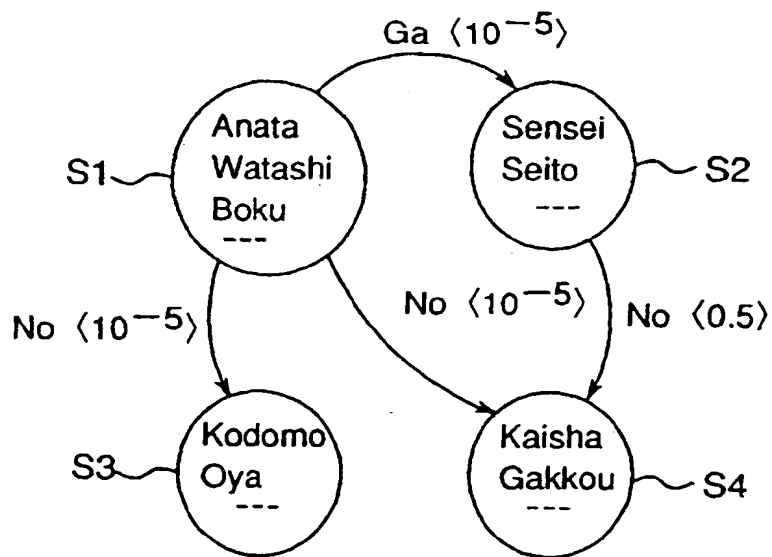 Ga ⟨10⁻⁵⟩
Anata
Watashi
Boku
---
S1
Sensei
Seito
---
S2
No ⟨10⁻⁵⟩
No ⟨10⁻⁵⟩
No ⟨0.5⟩
Kodomo
Oya
---
S3
Kaisha
Gakkou
---
S4